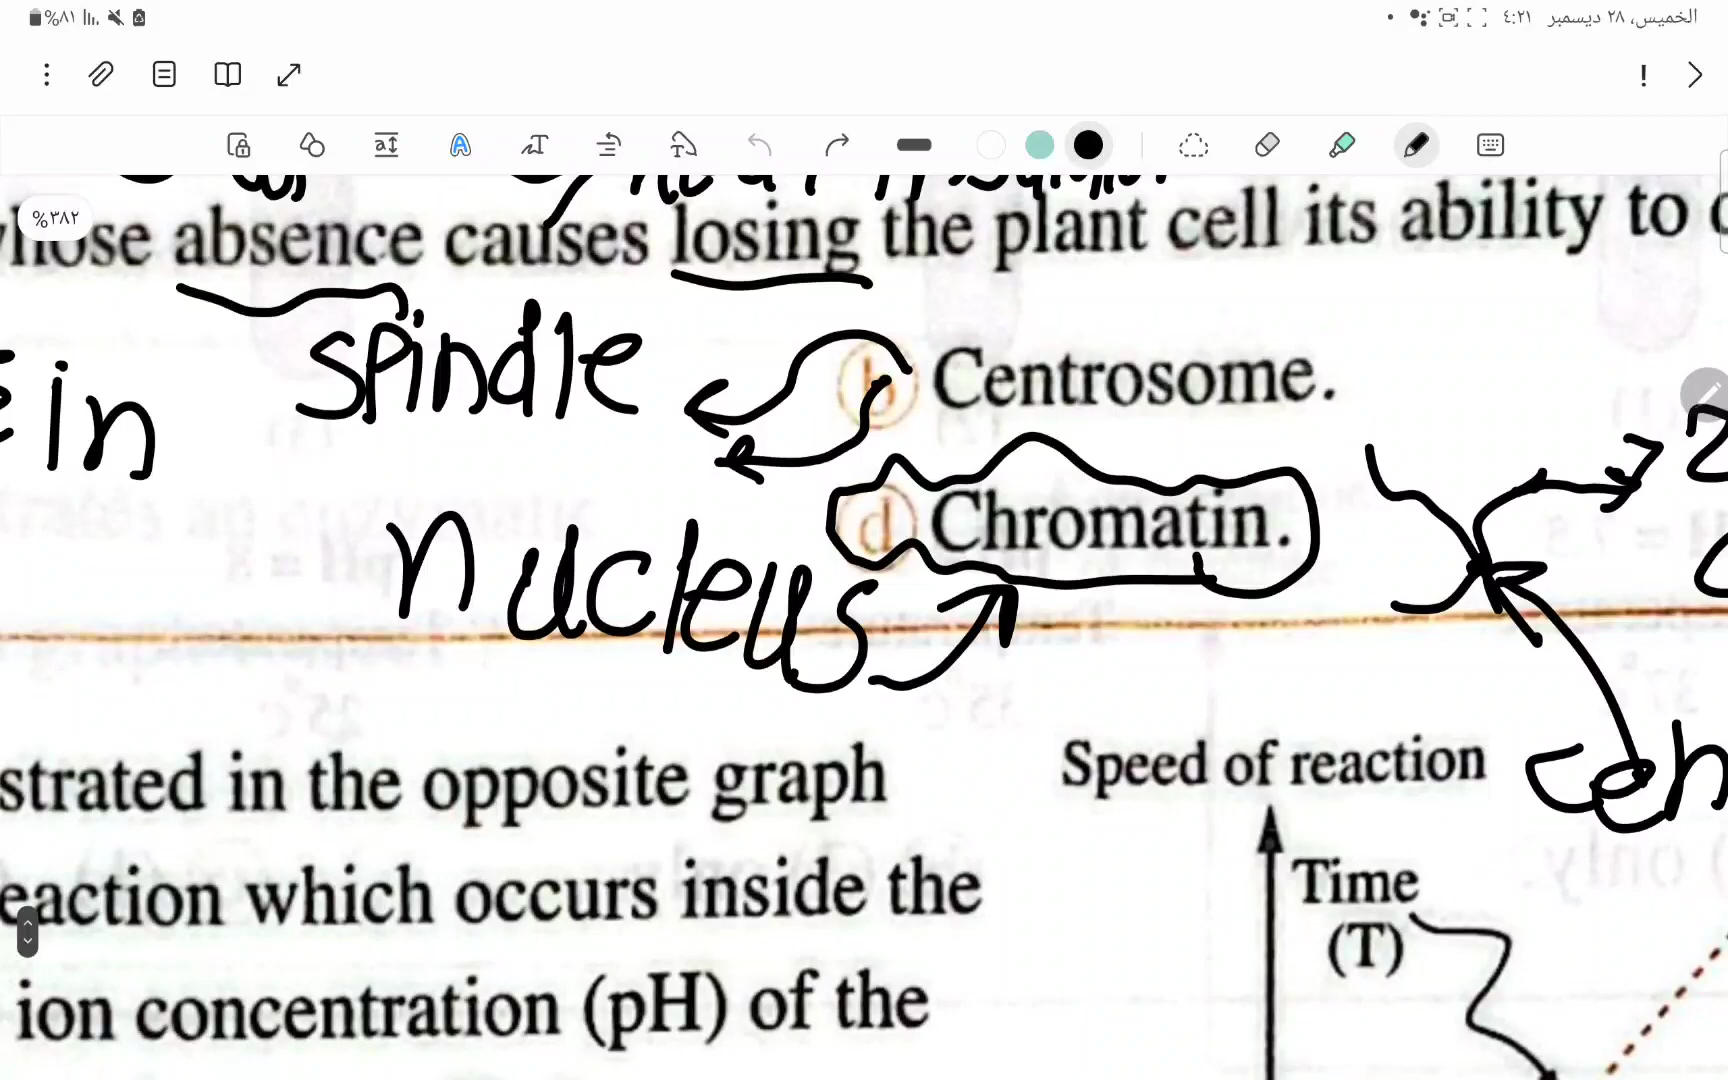 %٨١ الخميس، ٢٨ ديسمبر ٤:٢١
%٣٨٢
absence causes losing the plant cell its ability to
in spindle
b Centrosome.
d Chromatin.
nucleus
2
cen
strated in the opposite graph
Speed of reaction
eaction which occurs inside the
Time
(T)
ion concentration (pH) of the